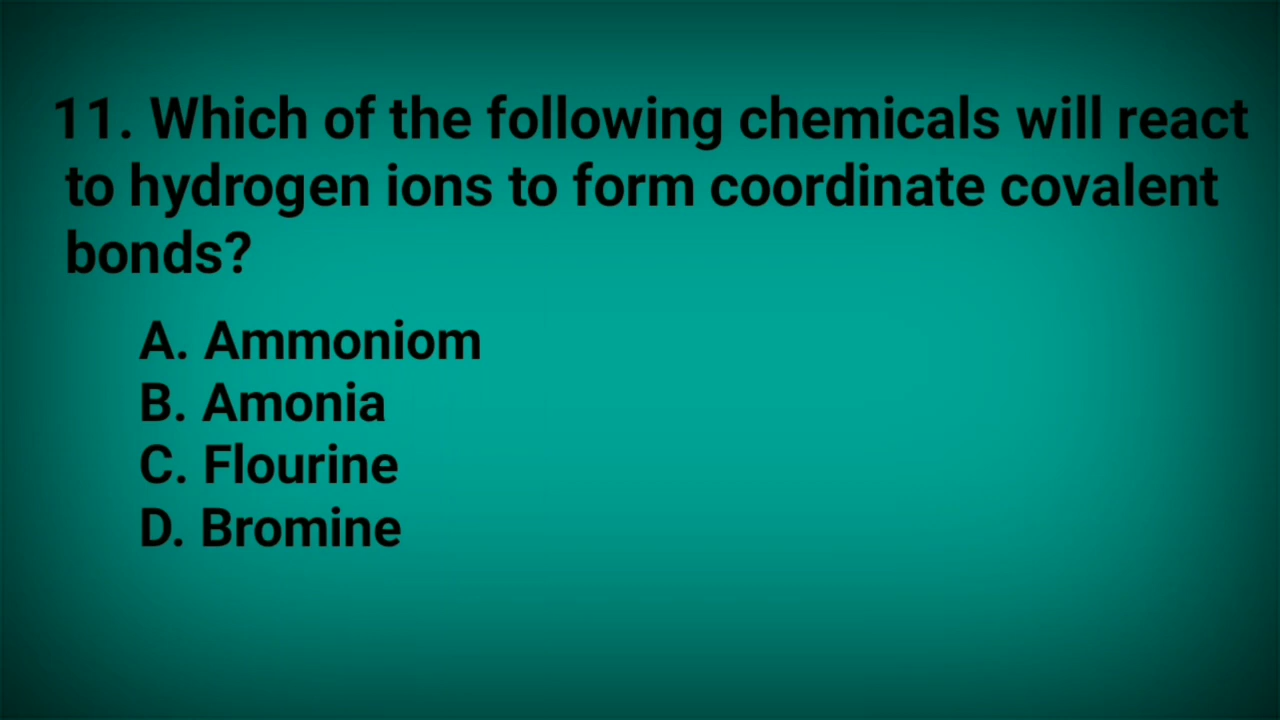 11. Which of the following chemicals will react
to hydrogen ions to form coordinate covalent
bonds?
A. Ammoniom
B. Amonia
C. Flourine
D. Bromine